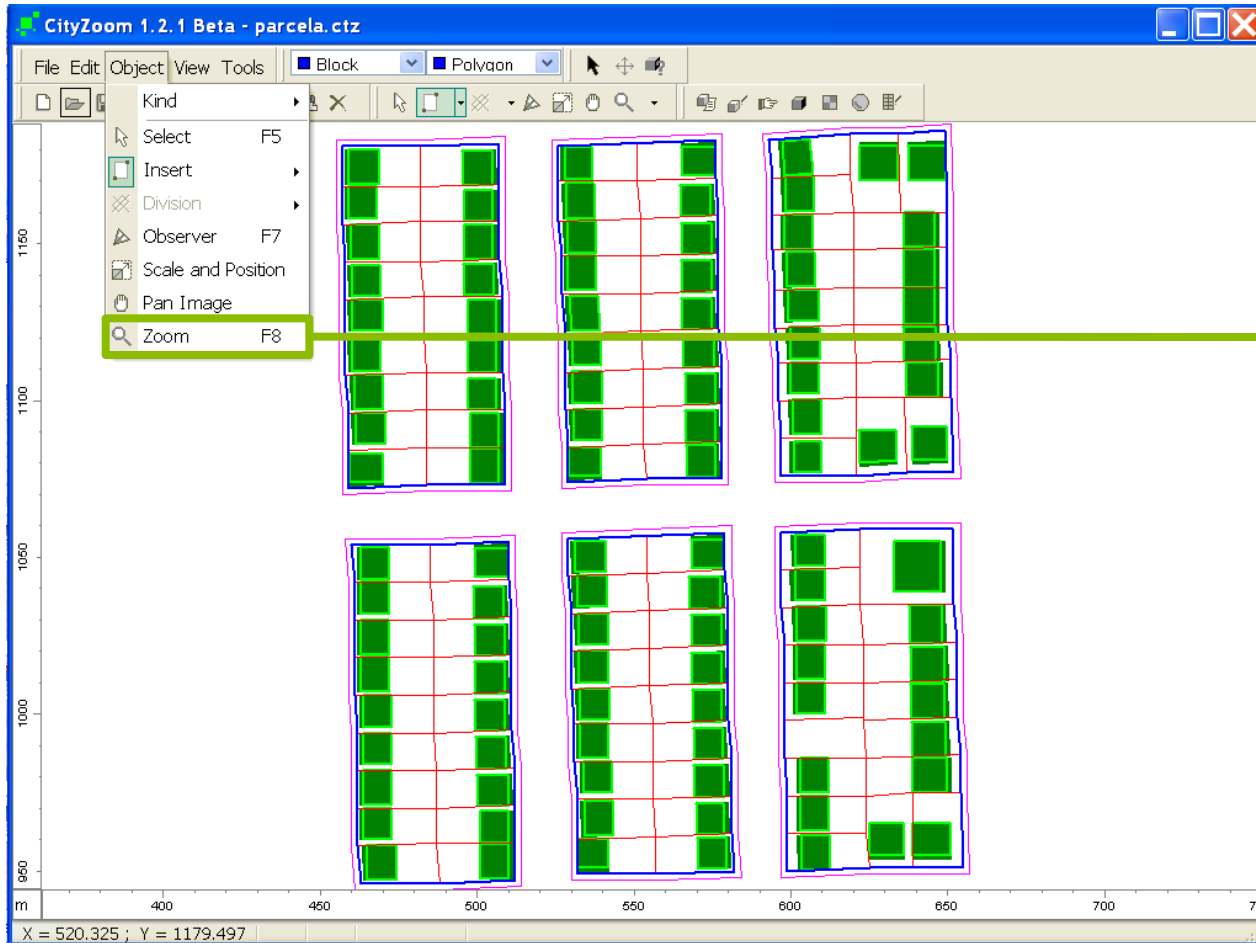 CityZoom 1.2.1 Beta - parcela.ctz
File Edit Object View Tools Block Polygon
Kind
Select F5
Insert
Division
Observer F7
Scale and Position
Pan Image
Zoom F8
1150
1100
1050
1000
950
m 400 450 500 550 600 650 700 7
X = 520.325 ; Y = 1179.497